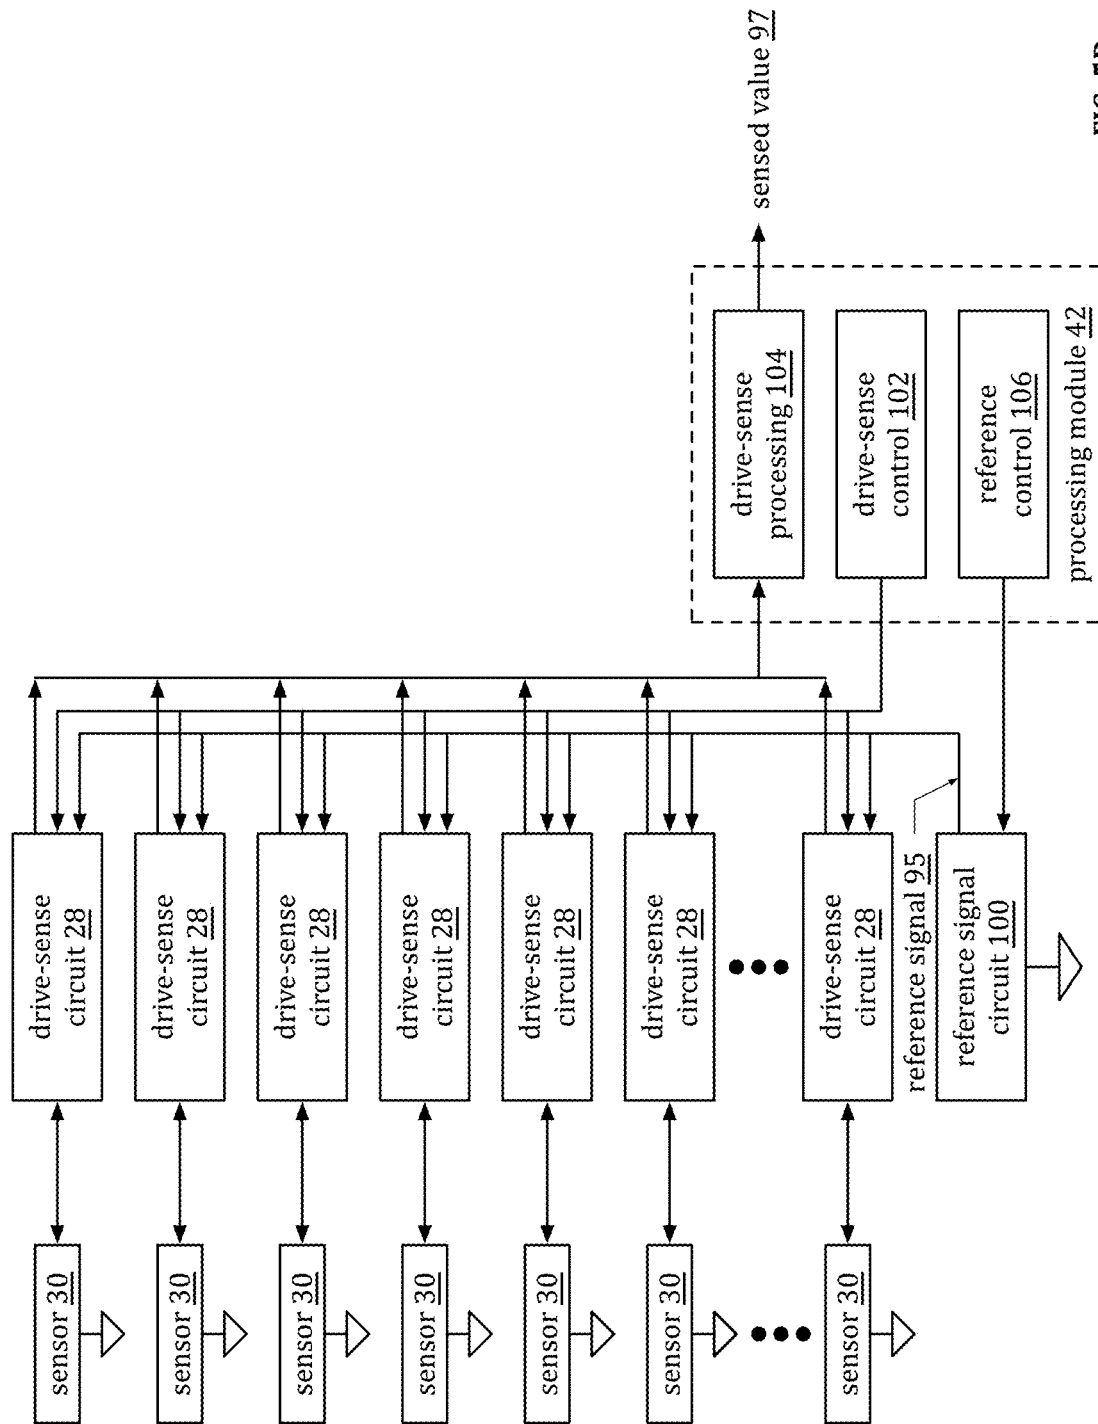 sensor 30
sensor 30
sensor 30
sensor 30
sensor 30
sensor 30
sensor 30
drive-sense
circuit 28
drive-sense
circuit 28
drive-sense
circuit 28
drive-sense
circuit 28
drive-sense
circuit 28
drive-sense
circuit 28
drive-sense
circuit 28
reference signal 95
reference signal
circuit 100
drive-sense
processing 104
drive-sense
control 102
reference
control 106
processing module 42
sensed value 97
FIG.